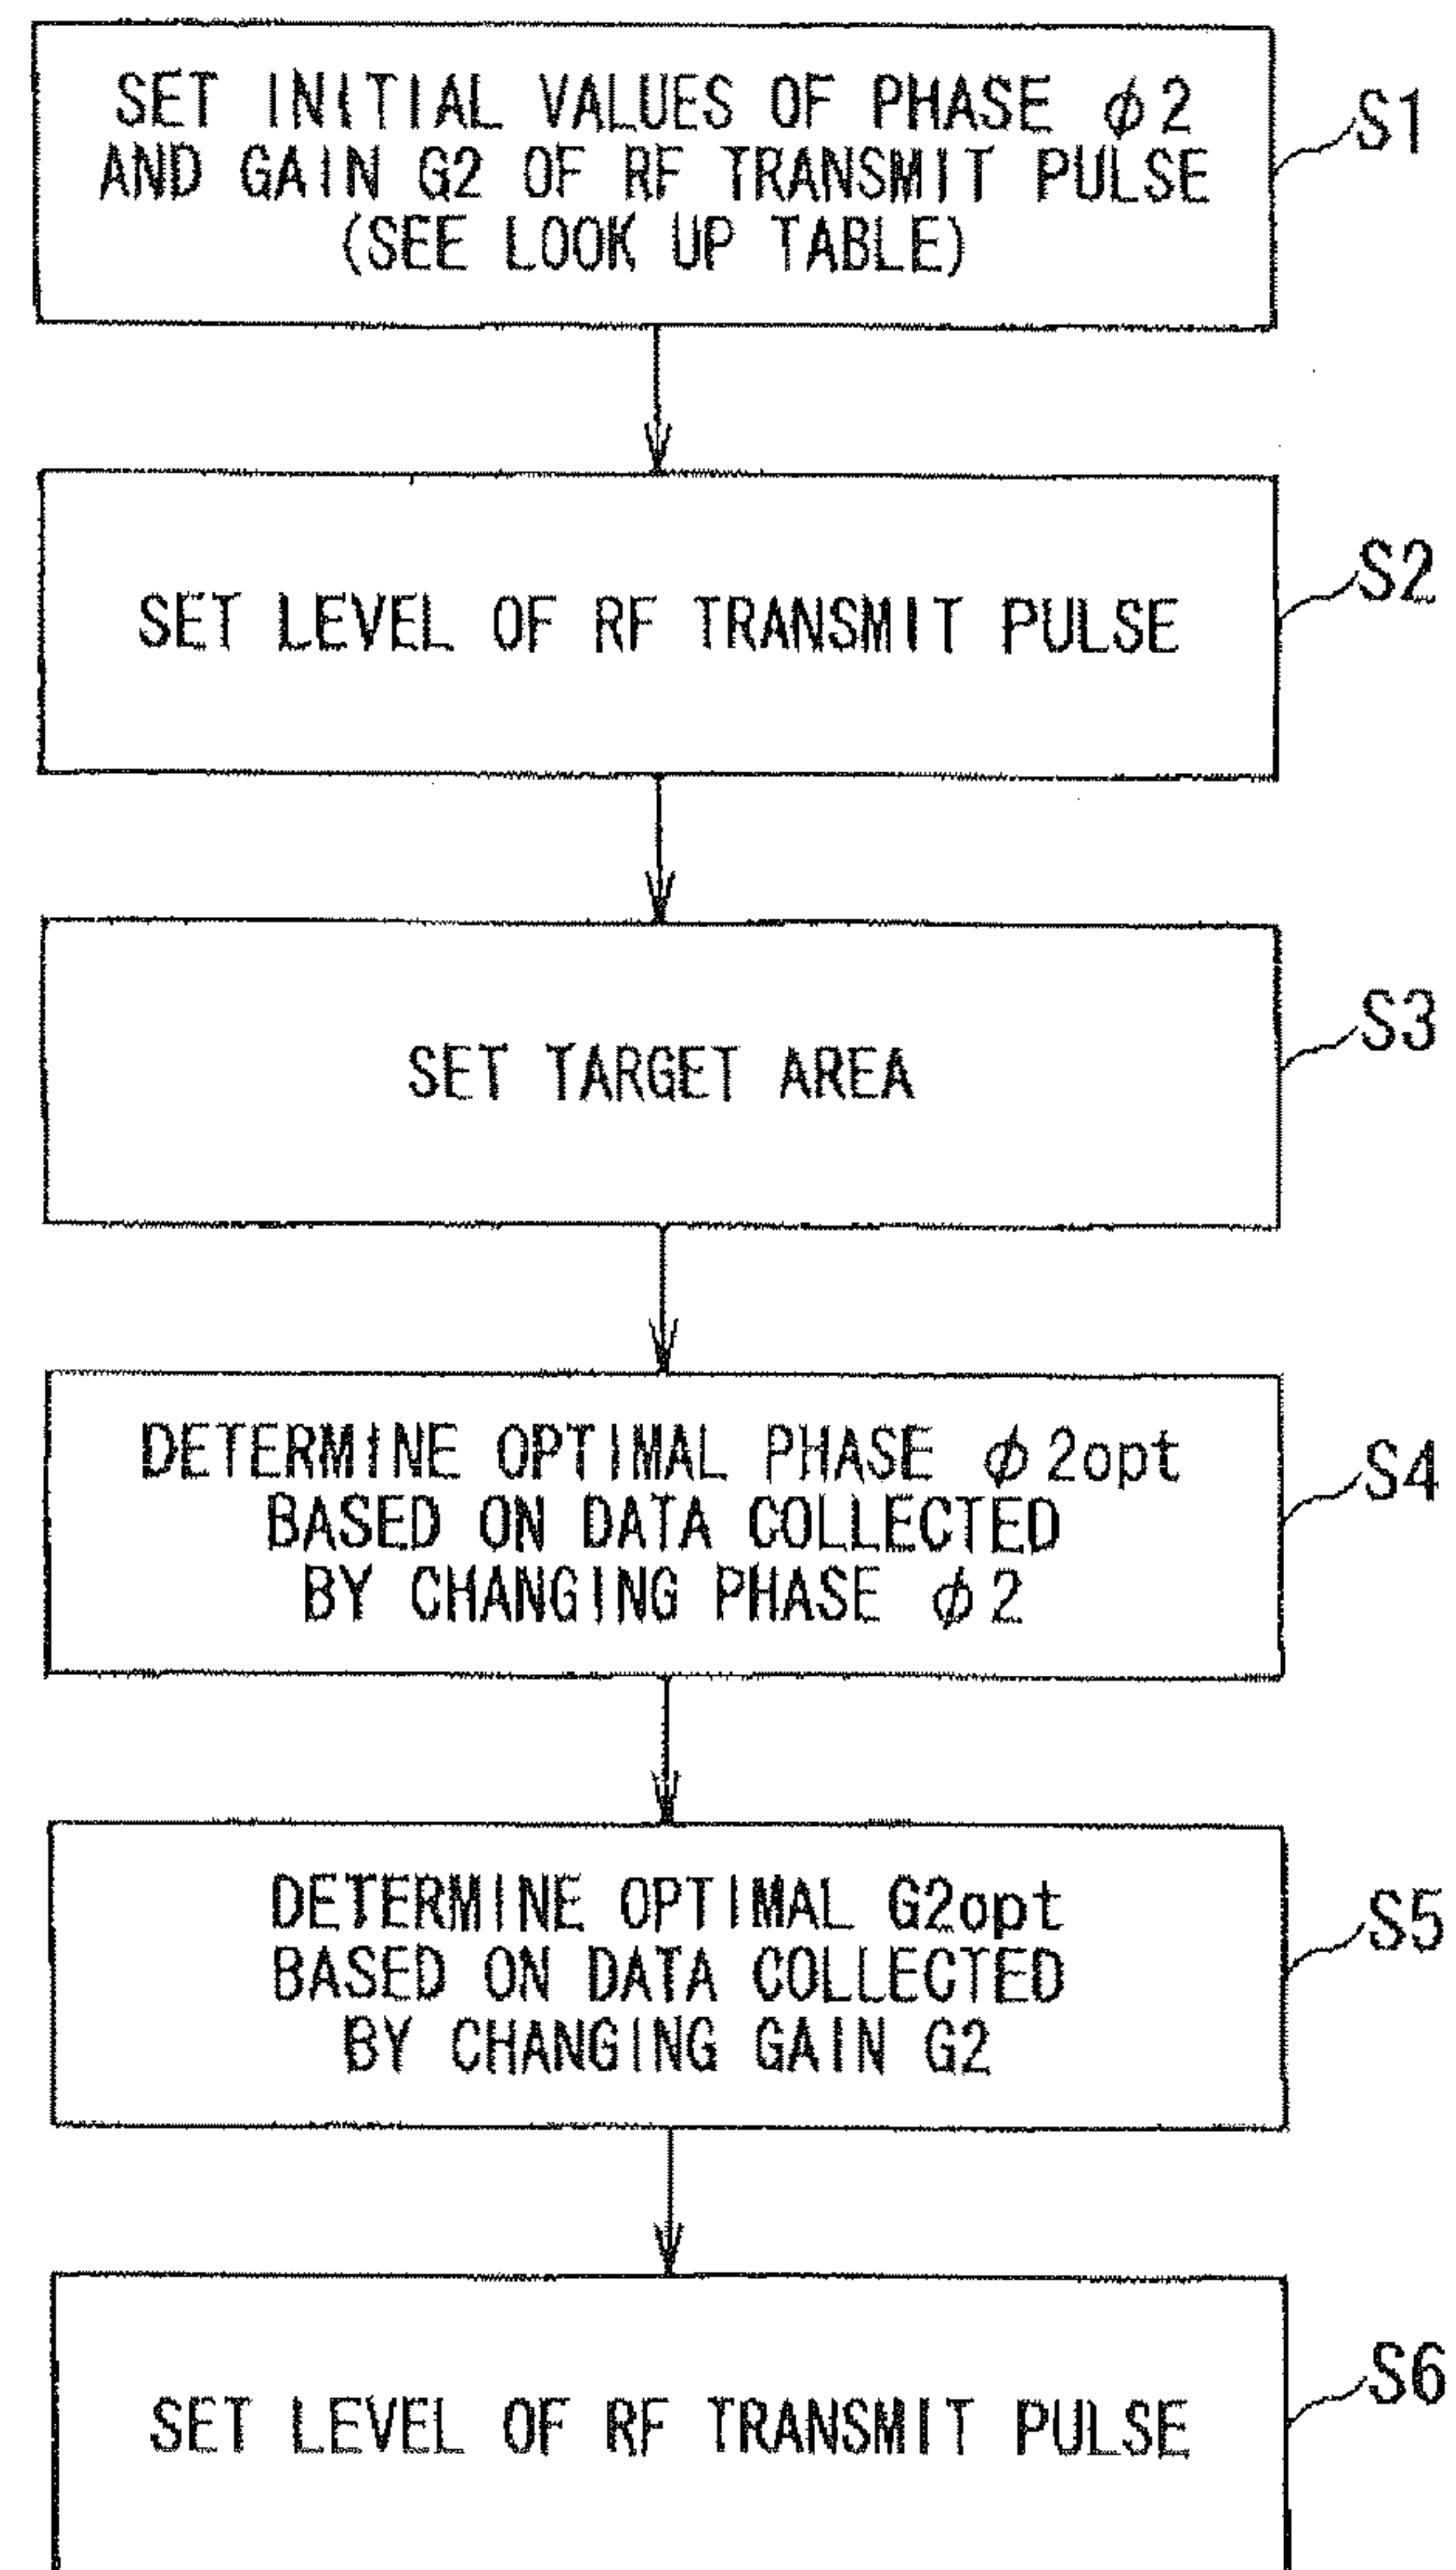 SET INITIAL VALUES OF PHASE φ2
AND GAIN G2 OF RF TRANSMIT PULSE
(SEE LOOK UP TABLE)
S1
SET LEVEL OF RF TRANSMIT PULSE
S2
SET TARGET AREA
S3
DETERMINE OPTIMAL PHASE φ2opt
BASED ON DATA COLLECTED
BY CHANGING PHASE φ2
S4
DETERMINE OPTIMAL G2opt
BASED ON DATA COLLECTED
BY CHANGING GAIN G2
S5
SET LEVEL OF RF TRANSMIT PULSE
S6